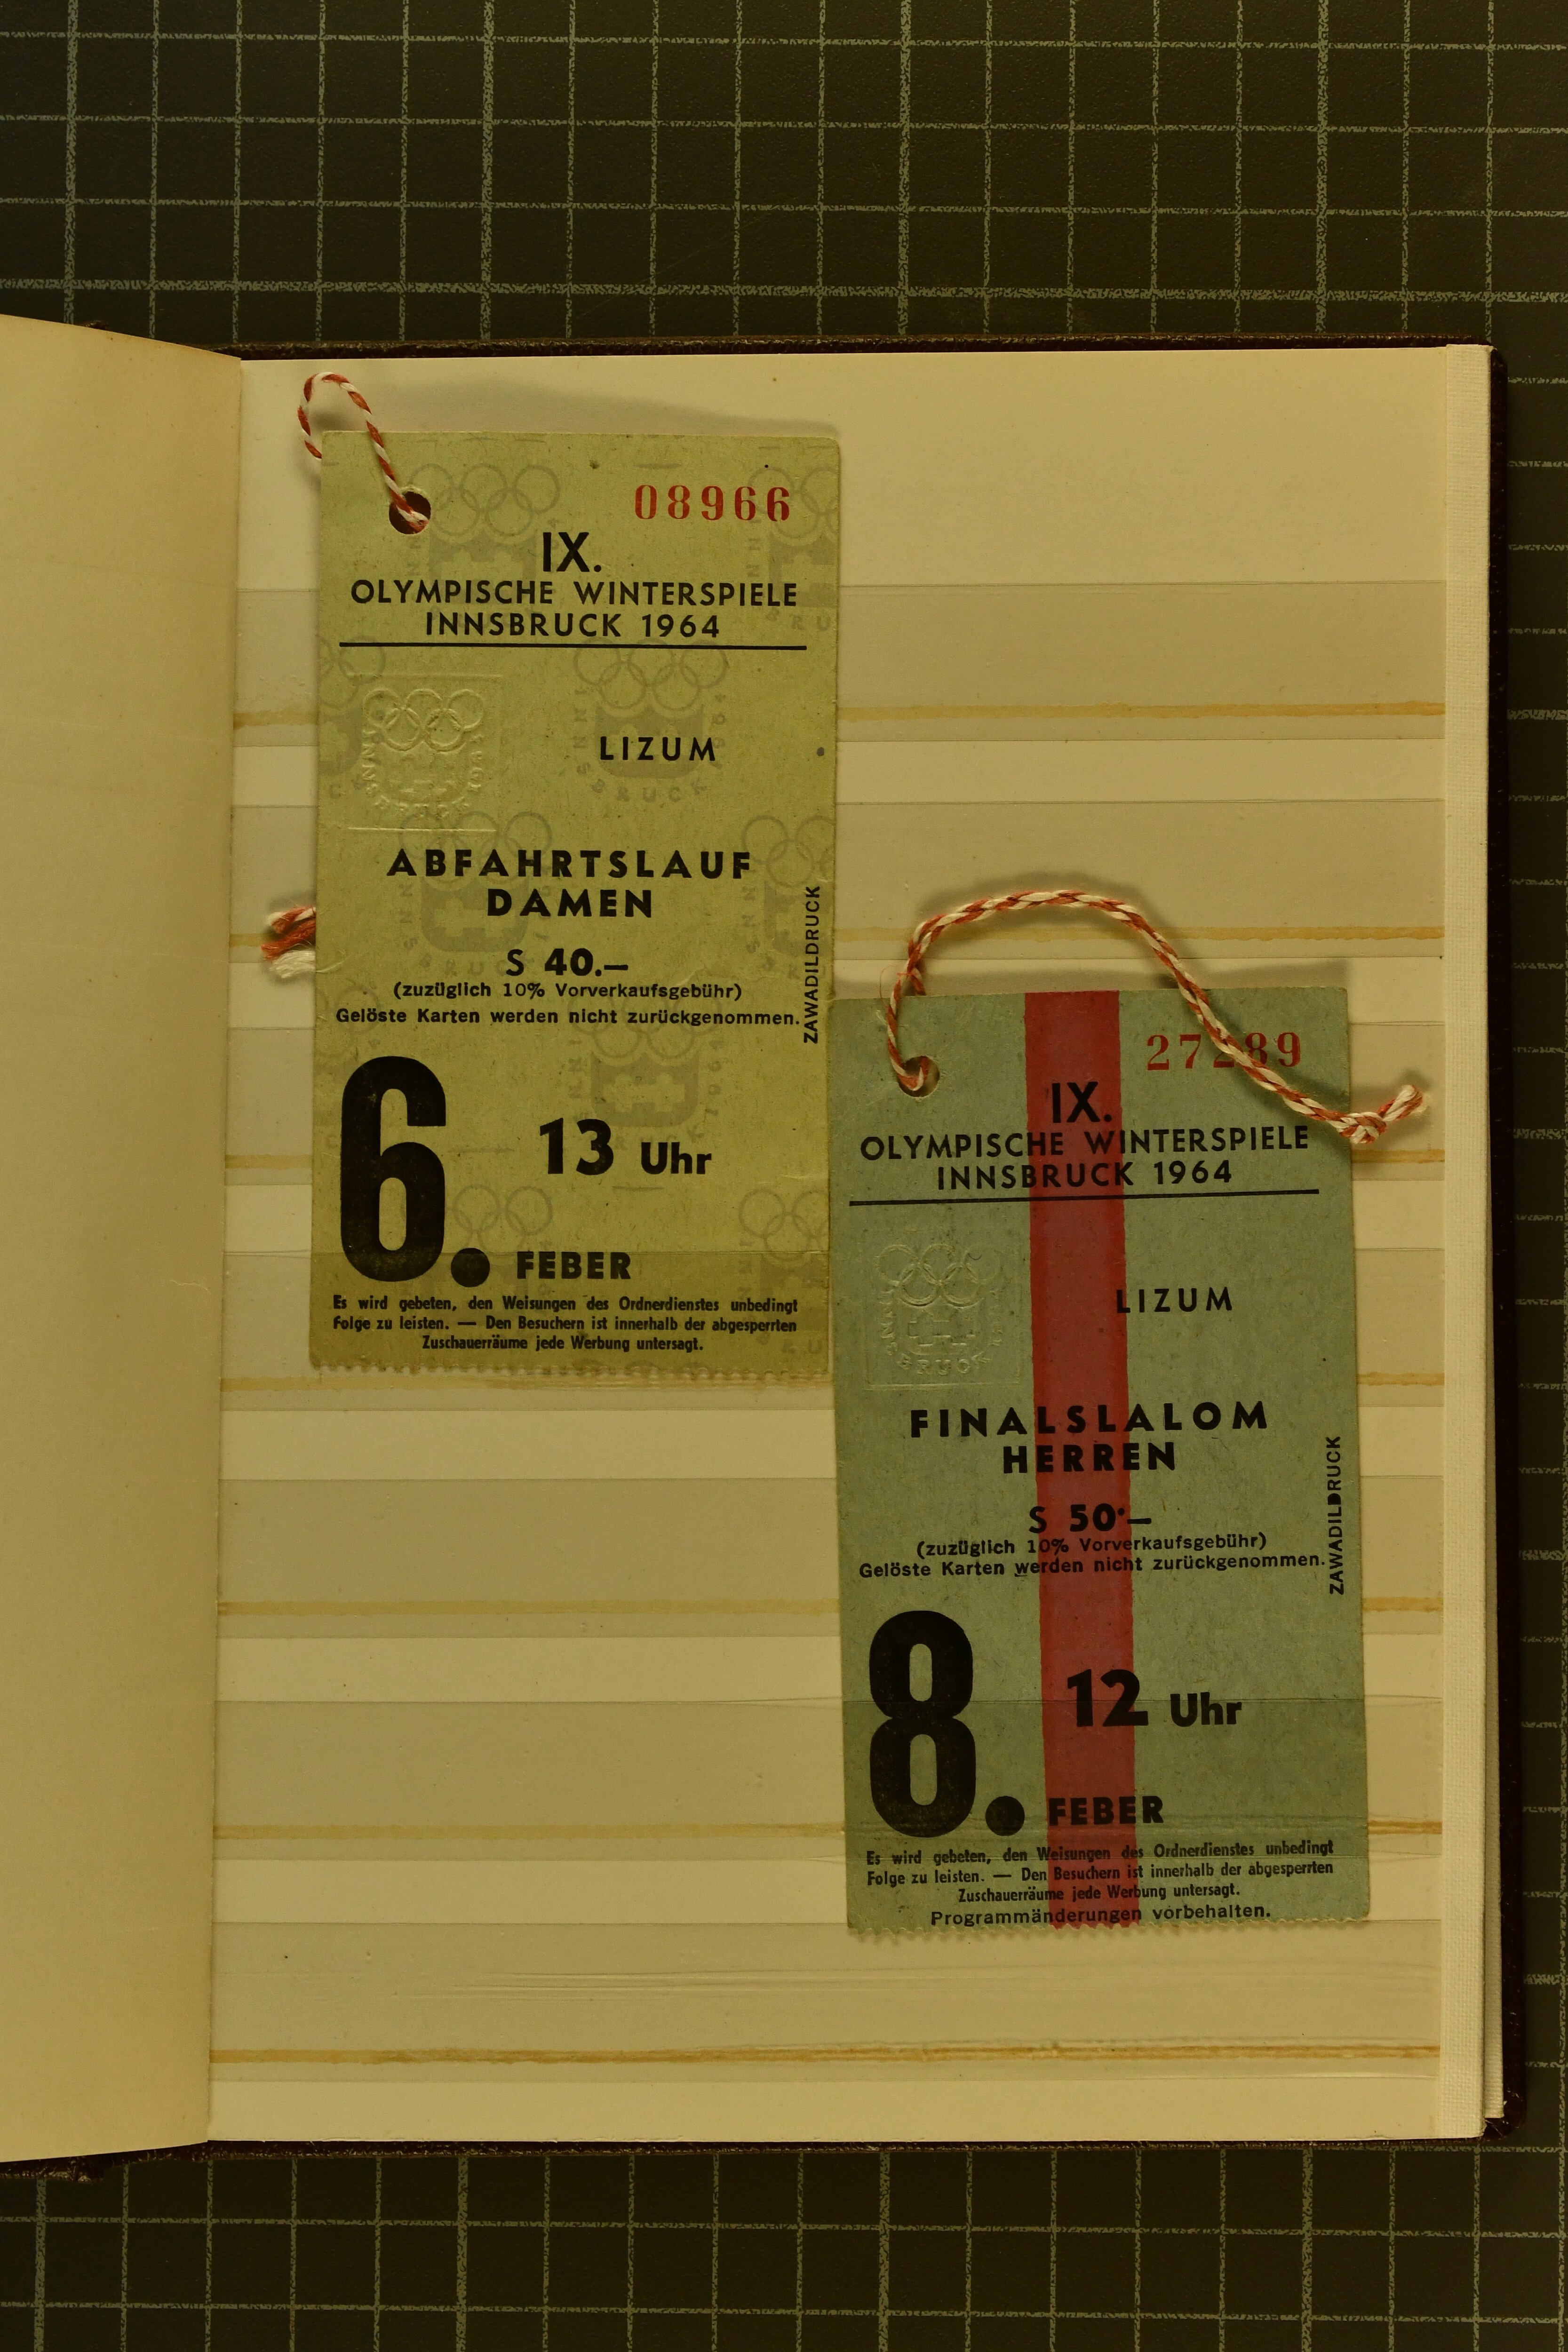 08966
IX.
OLYMPISCHE WINTERSPIELE
INNSBRUCK 1964
LIZUM
ABFAHRTSLAUF
DAMEN
S 40.—
(zuzüglich 10% Vorverkaufsgebühr)
Gelöste Karten werden nicht zurückgenommen.
ZAWADILDRUCK
6. 13 Uhr
FEBER
Es wird gebeten, den Weisungen des Ordnerdienstes unbedingt
Folge zu leisten. — Den Besuchern ist innerhalb der abgesperrten
Zuschauerräume jede Werbung untersagt.
IX.
OLYMPISCHE WINTERSPIELE
INNSBRUCK 1964
LIZUM
FINALSLALOM
HERREN
S 50.—
(zuzüglich 10% Vorverkaufsgebühr)
Gelöste Karten werden nicht zurückgenommen.
ZAWADILDRUCK
8. 12 Uhr
FEBER
Es wird gebeten, den Weisungen des Ordnerdienstes unbedingt
Folge zu leisten. — Den Besuchern ist innerhalb der abgesperrten
Zuschauerräume jede Werbung untersagt.
Programmänderungen vorbehalten.